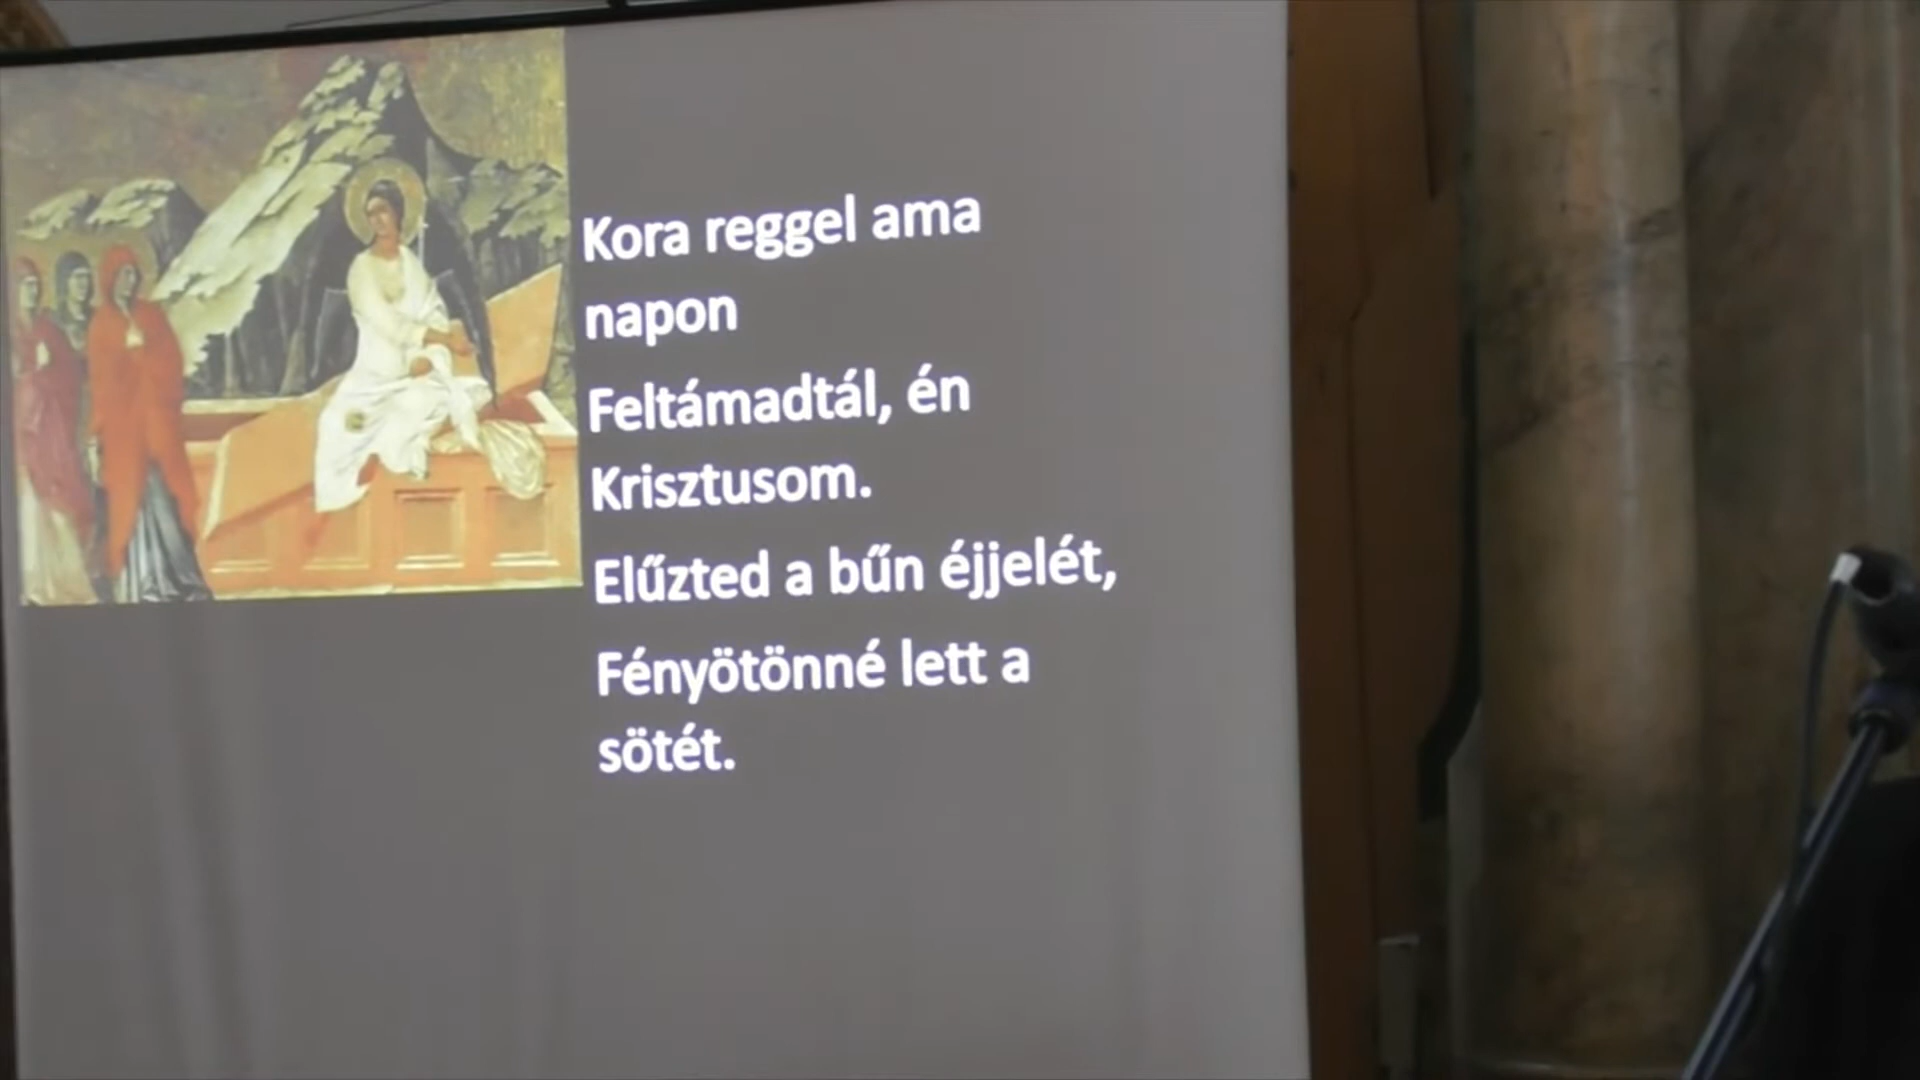 Kora reggel ama
napon
Feltámadtál, én
Krisztusom.
Elűzted a bűn éjjelét,
Fényötönné lett a
sötét.